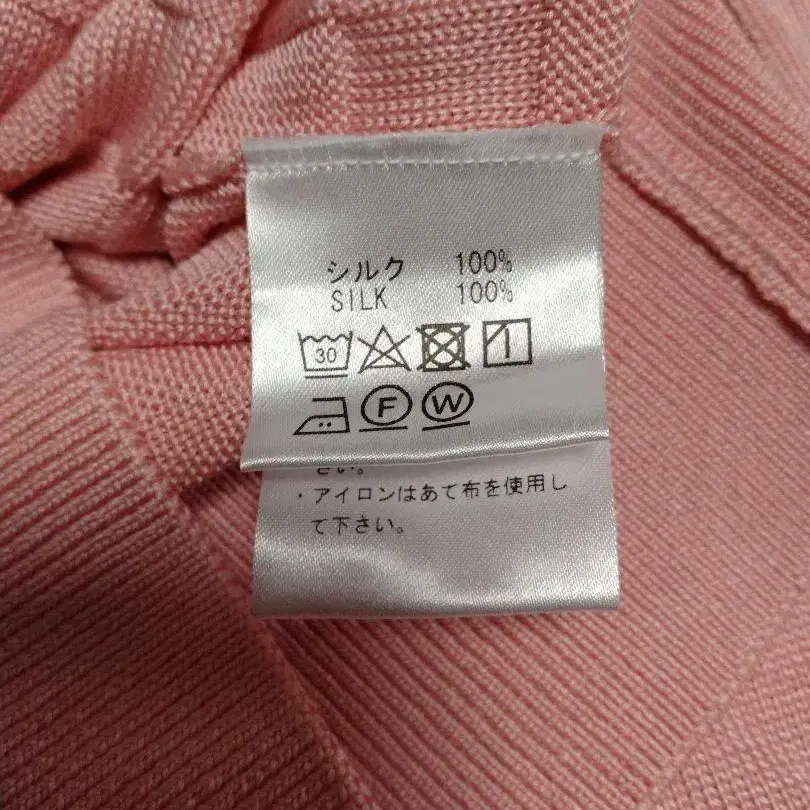 シルク 100%
SILK 100%
30
F W
さい。
・アイロンはあて布を使用し
て下さい。